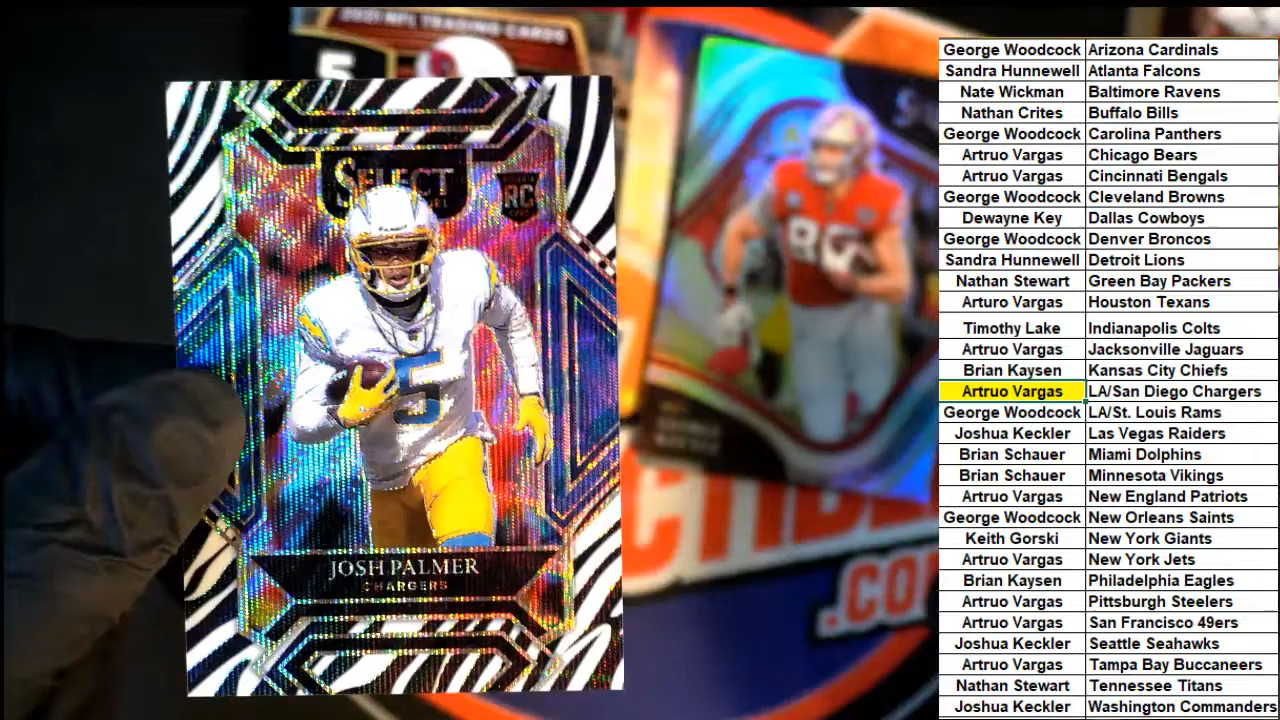 2021 NFL TRADING CARDS
5
SELECT
RC
5
JOSH PALMER
CHARGERS
.CO
George Woodcock Arizona Cardinals
Sandra Hunnewell Atlanta Falcons
Nate Wickman Baltimore Ravens
Nathan Crites Buffalo Bills
George Woodcock Carolina Panthers
Artruo Vargas Chicago Bears
Artruo Vargas Cincinnati Bengals
George Woodcock Cleveland Browns
Dewayne Key Dallas Cowboys
George Woodcock Denver Broncos
Sandra Hunnewell Detroit Lions
Nathan Stewart Green Bay Packers
Arturo Vargas Houston Texans
Timothy Lake Indianapolis Colts
Artruo Vargas Jacksonville Jaguars
Brian Kaysen Kansas City Chiefs
Artruo Vargas LA/San Diego Chargers
George Woodcock LA/St. Louis Rams
Joshua Keckler Las Vegas Raiders
Brian Schauer Miami Dolphins
Brian Schauer Minnesota Vikings
Artruo Vargas New England Patriots
George Woodcock New Orleans Saints
Keith Gorski New York Giants
Artruo Vargas New York Jets
Brian Kaysen Philadelphia Eagles
Artruo Vargas Pittsburgh Steelers
Artruo Vargas San Francisco 49ers
Joshua Keckler Seattle Seahawks
Artruo Vargas Tampa Bay Buccaneers
Nathan Stewart Tennessee Titans
Joshua Keckler Washington Commanders